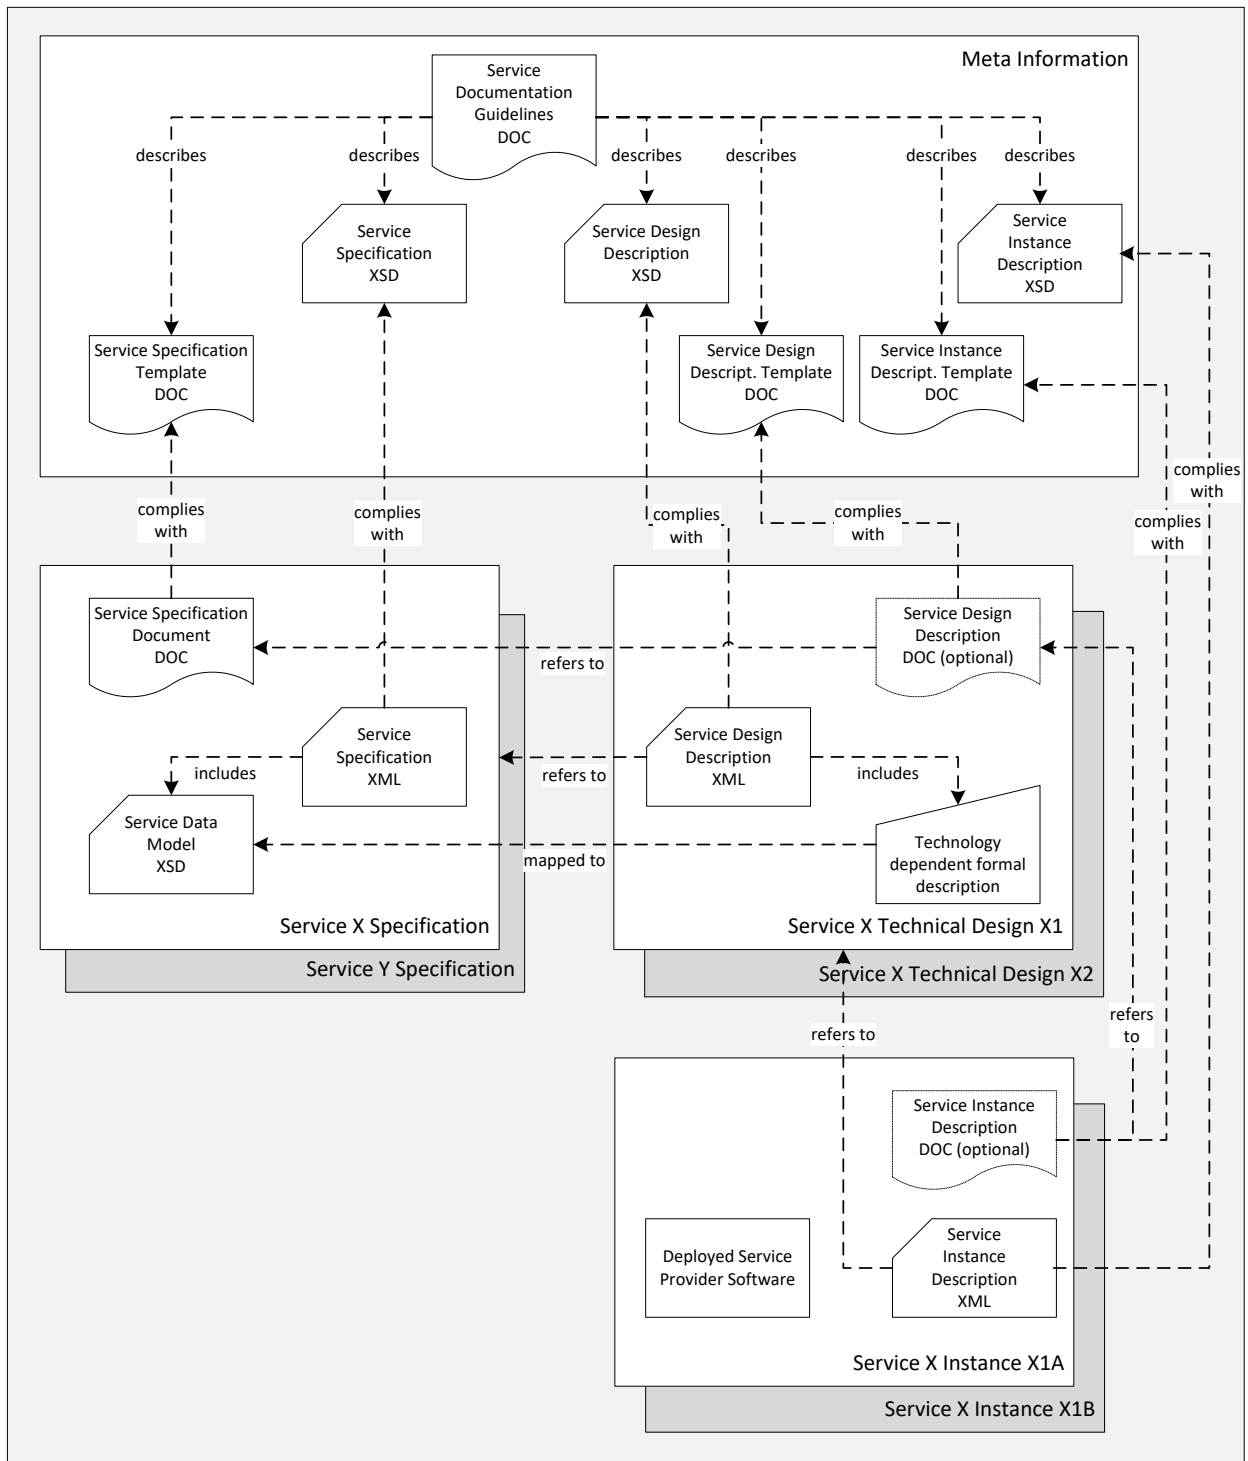 Meta Information
Service
Documentation
Guidelines
DOC
describes
describes
describes
describes
describes
describes
Service
Specification
XSD
Service Design
Description
XSD
Service
Instance
Description
XSD
Service Specification
Template
DOC
Service Design
Descript. Template
DOC
Service Instance
Descript. Template
DOC
complies
with
complies
with
complies
with
complies
with
complies
with
complies
with
Service Specification
Document
DOC
refers to
Service Design
Description
DOC (optional)
Service
Specification
XML
includes
refers to
Service Design
Description
XML
includes
Service Data
Model
XSD
mapped to
Technology
dependent formal
description
Service X Specification
Service Y Specification
Service X Technical Design X1
Service X Technical Design X2
refers to
refers
to
Service Instance
Description
DOC (optional)
Deployed Service
Provider Software
Service
Instance
Description
XML
Service X Instance X1A
Service X Instance X1B